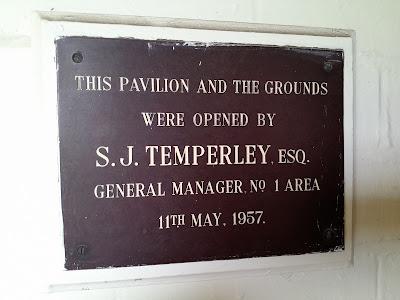 THIS PAVILION AND THE GROUNDS
WERE OPENED BY
S. J. TEMPERLEY, ESQ.
GENERAL MANAGER, NO 1 AREA
11TH MAY, 1957.